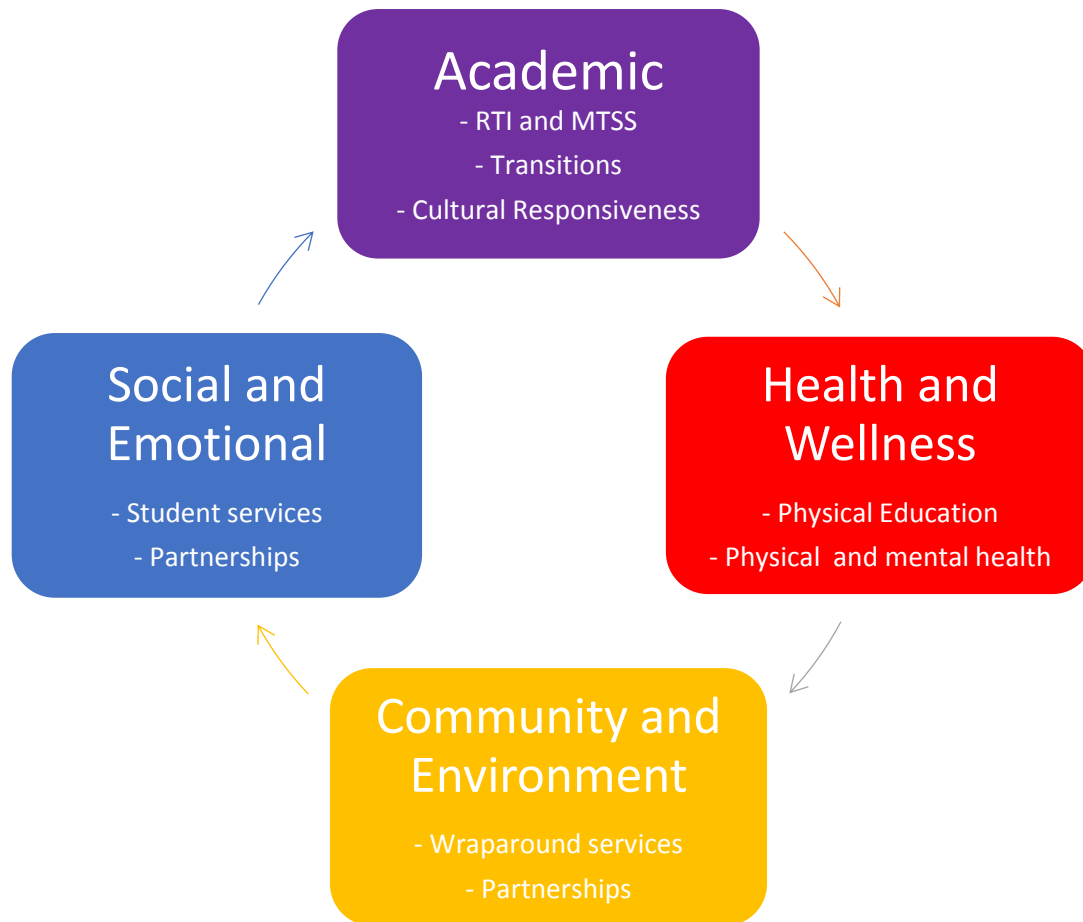 Academic
- RTI and MTSS
- Transitions
- Cultural Responsiveness
Social and
Emotional
- Student services
- Partnerships
Health and
Wellness
- Physical Education
- Physical  and mental health
Community and
Environment
- Wraparound services
- Partnerships